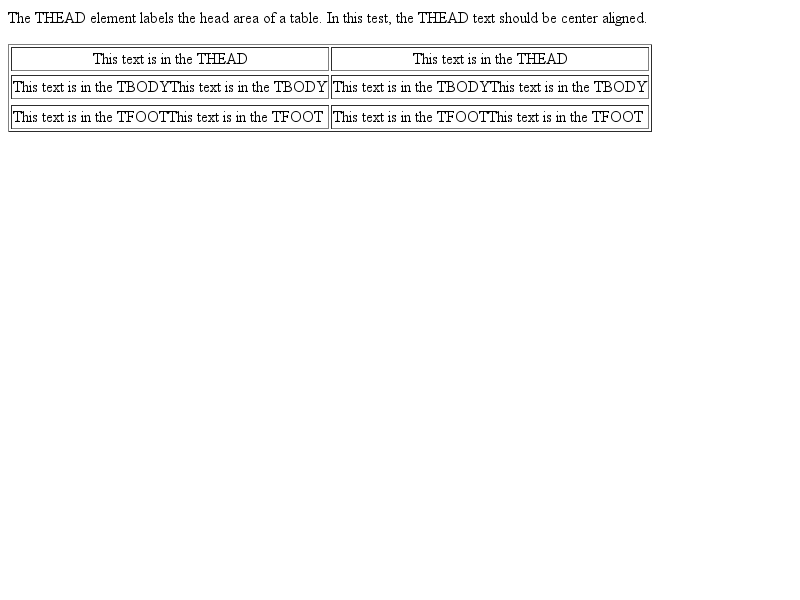 The THEAD element labels the head area of a table. In this test, the THEAD text should be center aligned.
This text is in the THEAD This text is in the THEAD
This text is in the TBODYThis text is in the TBODY This text is in the TBODYThis text is in the TBODY
This text is in the TFOOTThis text is in the TFOOT This text is in the TFOOTThis text is in the TFOOT